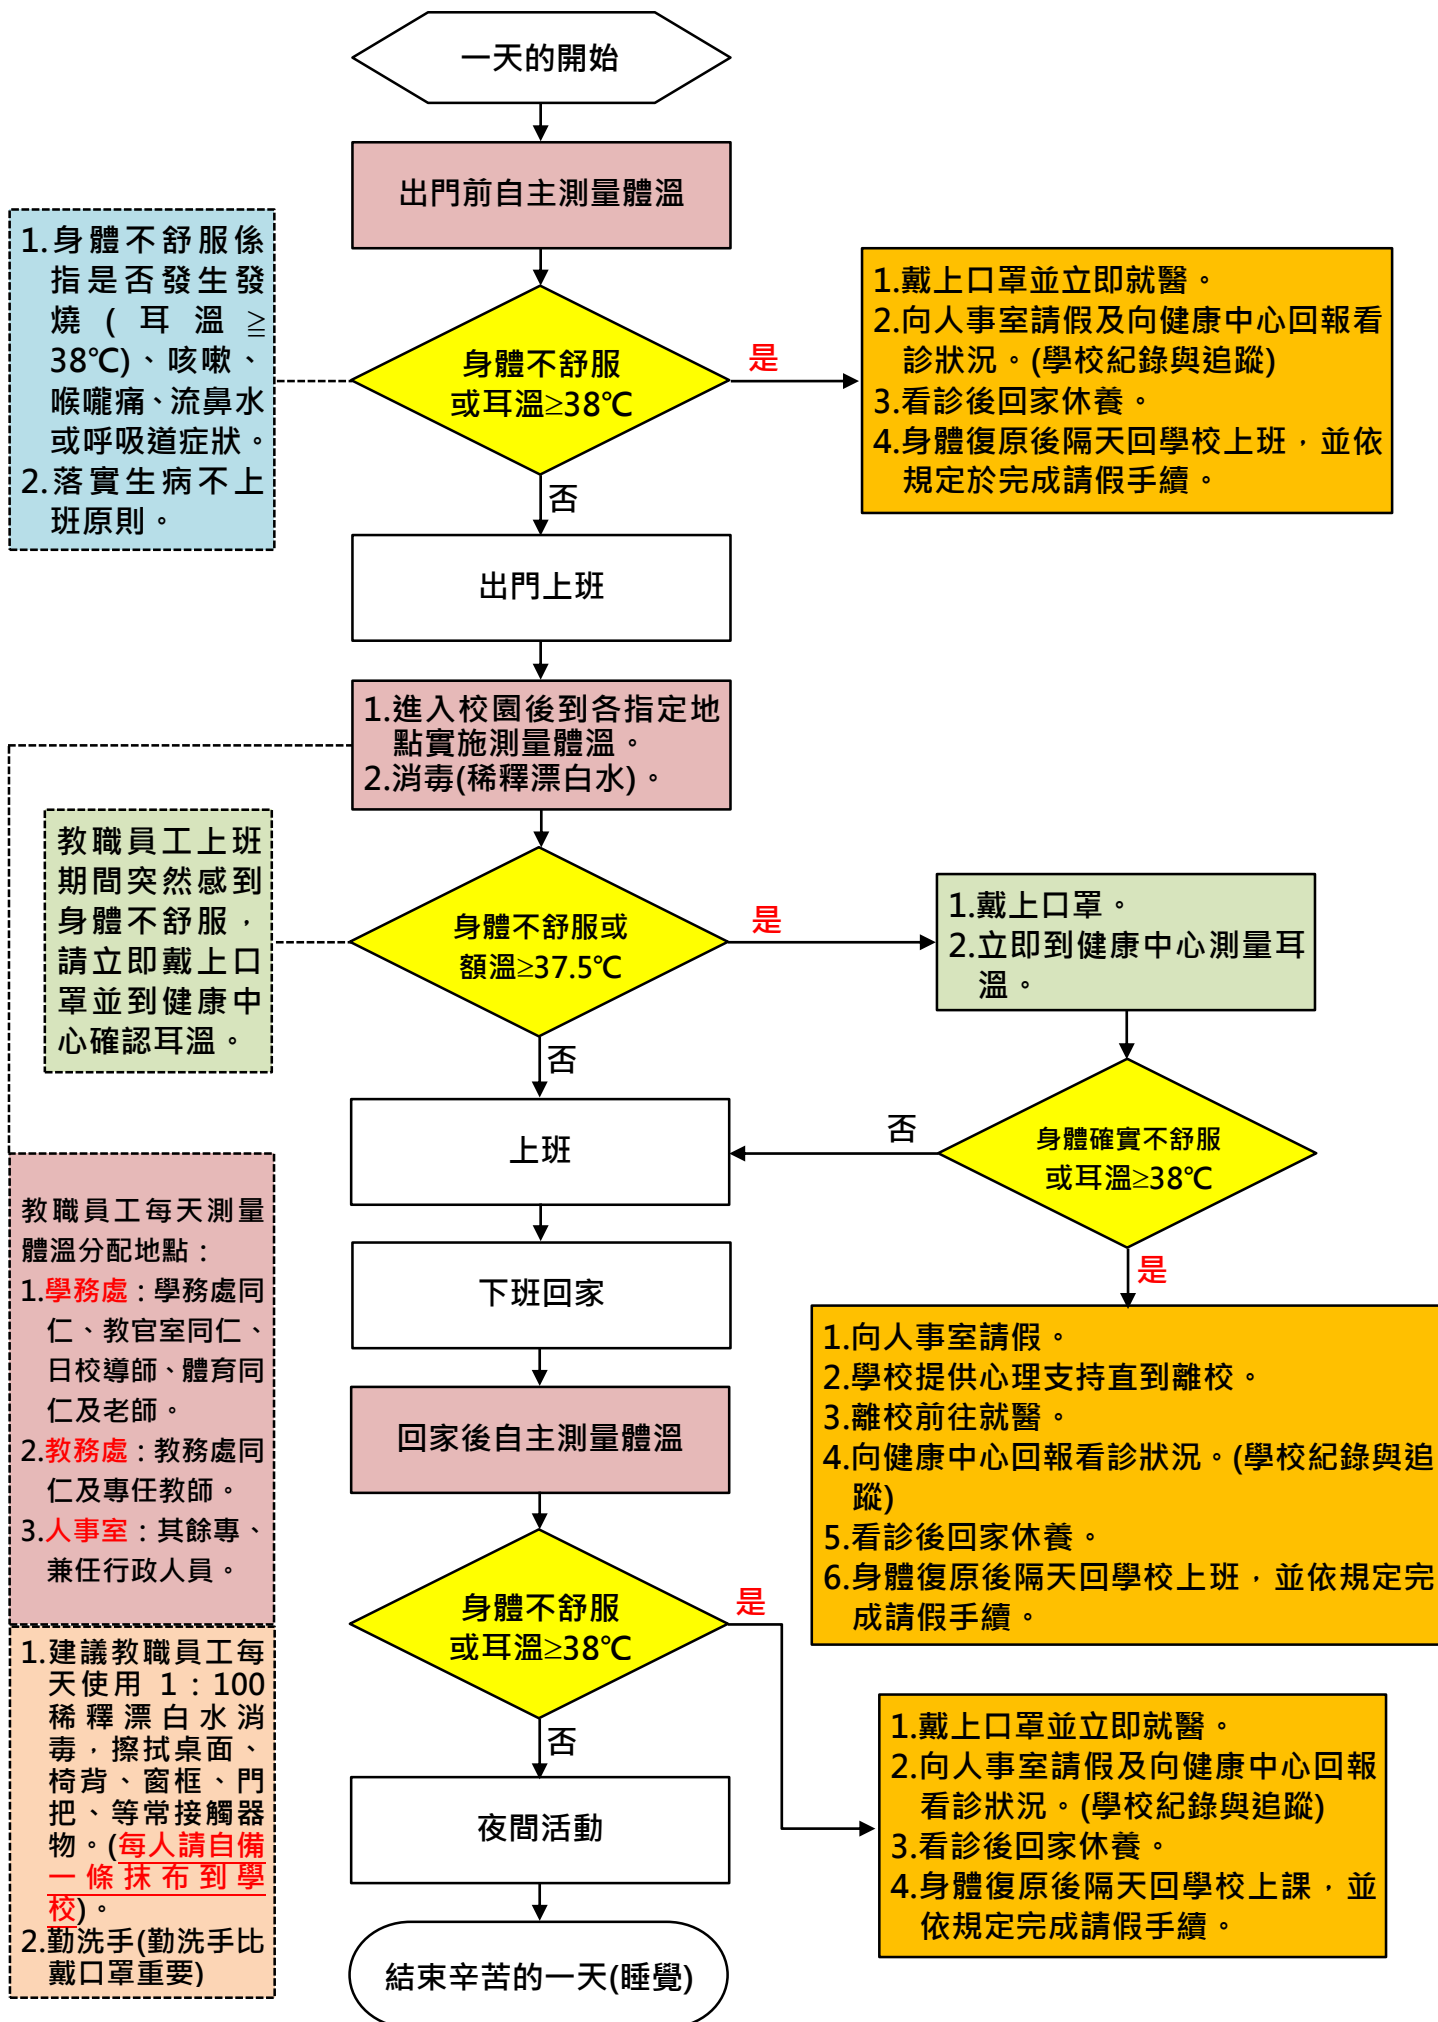 一天的開始
出門前自主測量體溫
1.身體不舒服係
指是否發生發
燒(耳溫≧
38℃)、咳嗽、
喉嚨痛、流鼻水
或呼吸道症狀。
2.落實生病不上
班原則。
身體不舒服
或耳溫≥38℃
是
1.戴上口罩並立即就醫。
2.向人事室請假及向健康中心回報看
診狀況。(學校紀錄與追蹤)
3.看診後回家休養。
4.身體復原後隔天回學校上班，並依
規定於完成請假手續。
否
出門上班
1.進入校園後到各指定地
點實施測量體溫。
2.消毒(稀釋漂白水)。
教職員工上班
期間突然感到
身體不舒服，
請立即戴上口
罩並到健康中
心確認耳溫。
身體不舒服或
額溫≥37.5℃
是
1.戴上口罩。
2.立即到健康中心測量耳
溫。
否
上班
否
身體確實不舒服
或耳溫≥38℃
是
教職員工每天測量
體溫分配地點：
1.學務處：學務處同
仁、教官室同仁、
日校導師、體育同
仁及老師。
2.教務處：教務處同
仁及專任教師。
3.人事室：其餘專、
兼任行政人員。
下班回家
1.向人事室請假。
2.學校提供心理支持直到離校。
3.離校前往就醫。
4.向健康中心回報看診狀況。(學校紀錄與追
蹤)
5.看診後回家休養。
6.身體復原後隔天回學校上班，並依規定完
成請假手續。
回家後自主測量體溫
身體不舒服
或耳溫≥38℃
是
1.建議教職員工每
天使用 1：100
稀釋漂白水消
毒，擦拭桌面、
椅背、窗框、門
把、等常接觸器
物。(每人請自備
一條抹布到學
校)。
2.勤洗手(勤洗手比
戴口罩重要)
否
1.戴上口罩並立即就醫。
2.向人事室請假及向健康中心回報
看診狀況。(學校紀錄與追蹤)
3.看診後回家休養。
4.身體復原後隔天回學校上課，並
依規定完成請假手續。
夜間活動
結束辛苦的一天(睡覺)